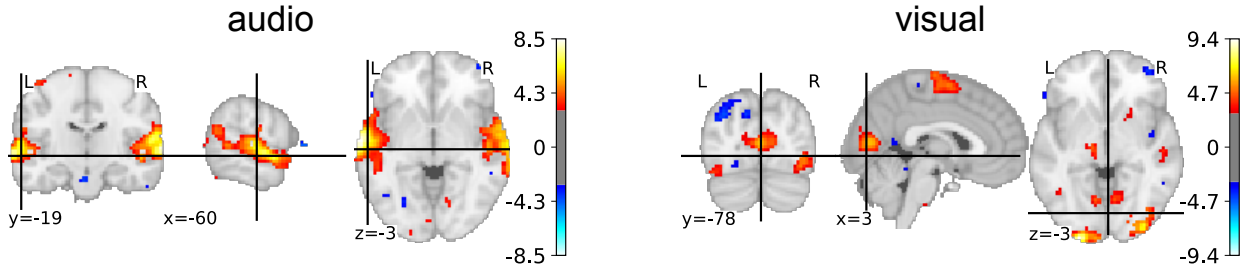 audio
L
R
y=-19
x=-60
L
R
z=-3
8.5
4.3
0
-4.3
-8.5
visual
L
R
y=-78
x=3
L
R
z=-3
9.4
4.7
0
-4.7
-9.4